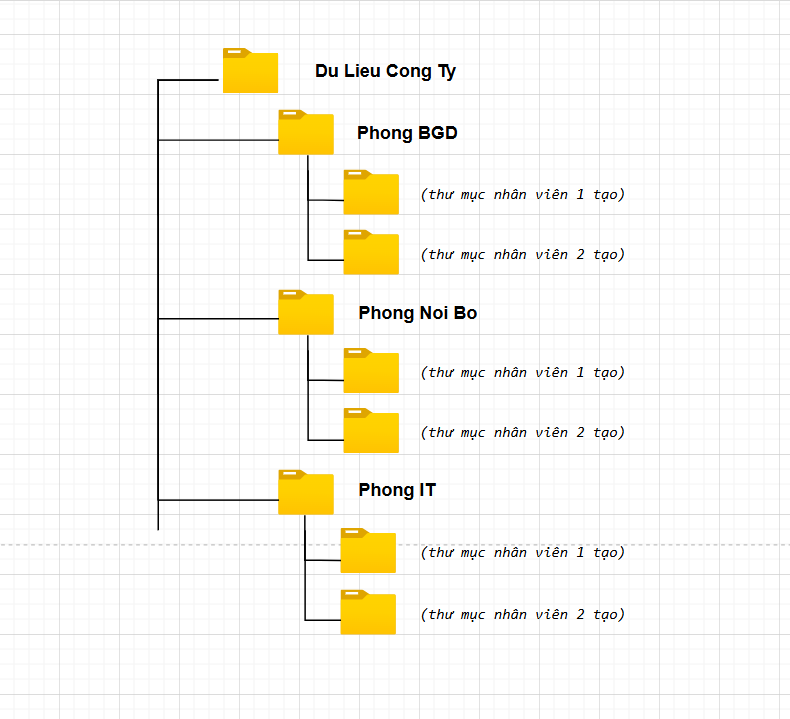 Du Lieu Cong Ty
Phong BGD
(thư mục nhân viên 1 tạo)
(thư mục nhân viên 2 tạo)
Phong Noi Bo
(thư mục nhân viên 1 tạo)
(thư mục nhân viên 2 tạo)
Phong IT
(thư mục nhân viên 1 tạo)
(thư mục nhân viên 2 tạo)